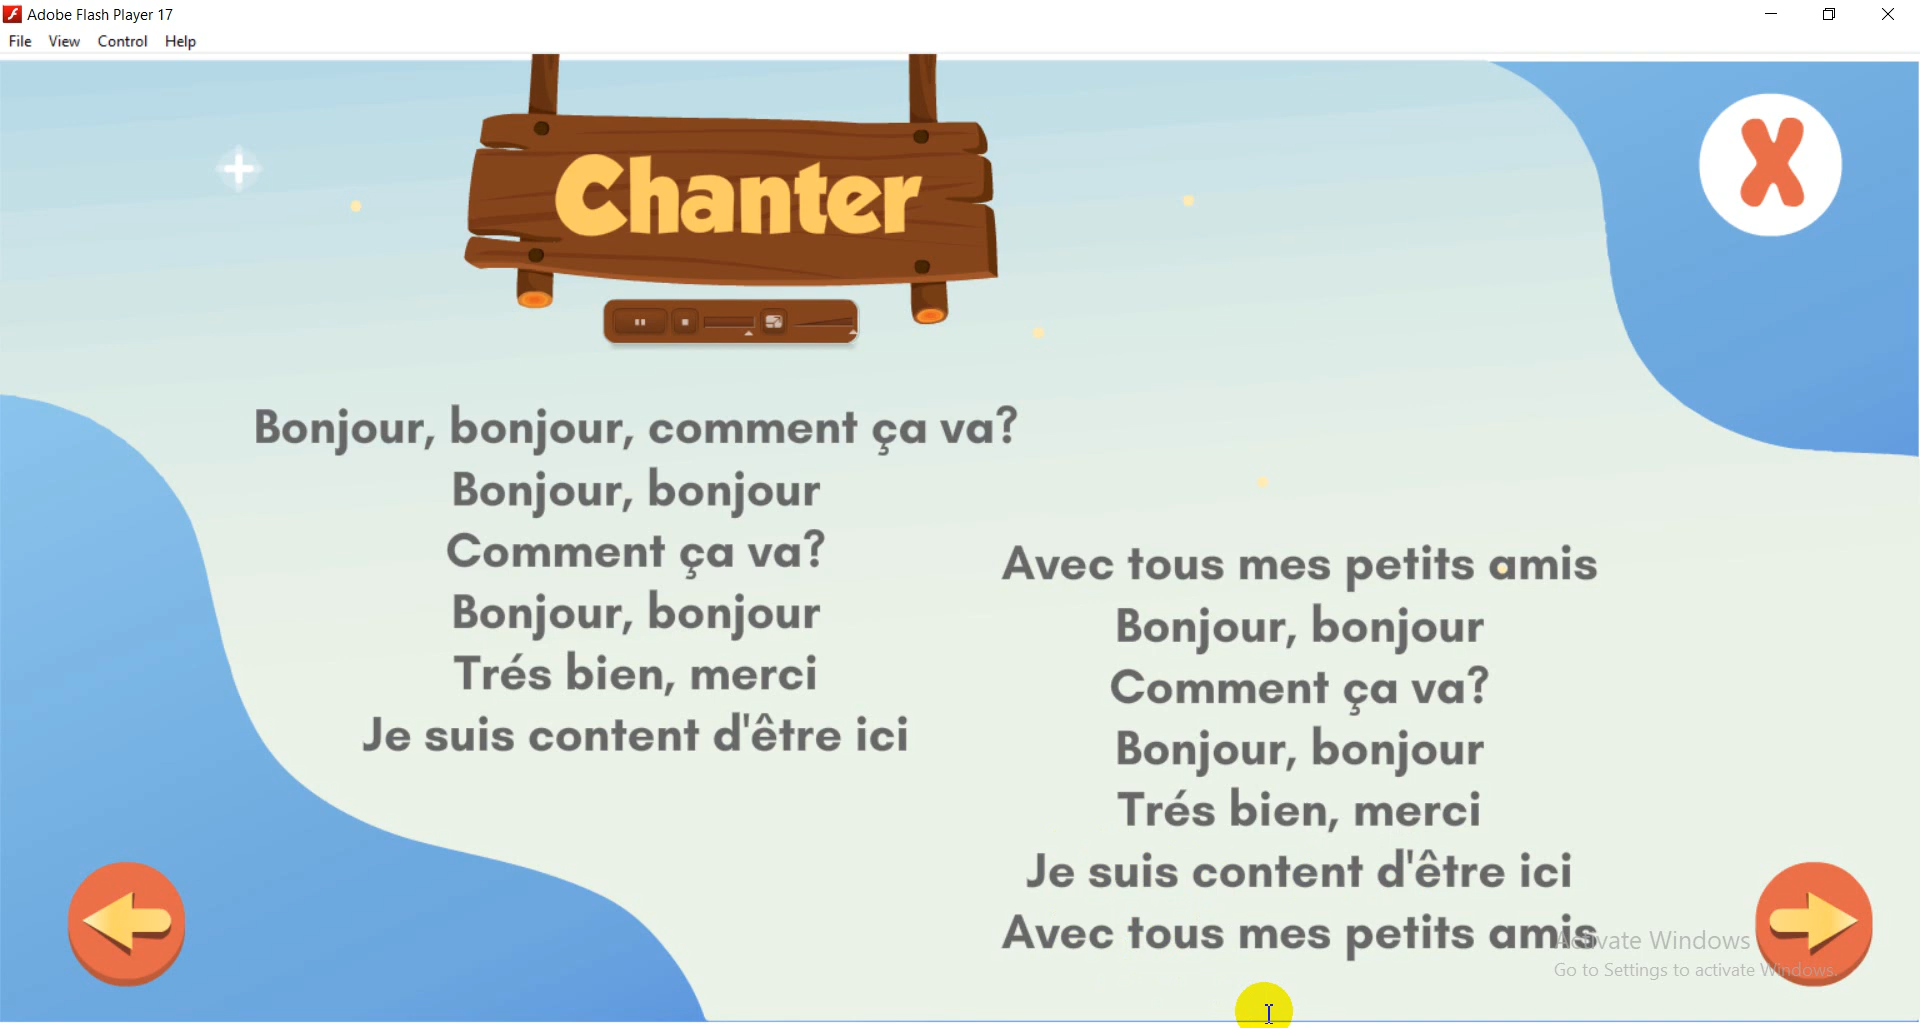 Adobe Flash Player 17
File View Control Help
Chanter
X
Bonjour, bonjour, comment ça va?
Bonjour, bonjour
Comment ça va?
Bonjour, bonjour
Trés bien, merci
Je suis content d'être ici
Avec tous mes petits amis
Bonjour, bonjour
Comment ça va?
Bonjour, bonjour
Trés bien, merci
Je suis content d'être ici
Avec tous mes petits amis
Activate Windows
Go to Settings to activate Windows.